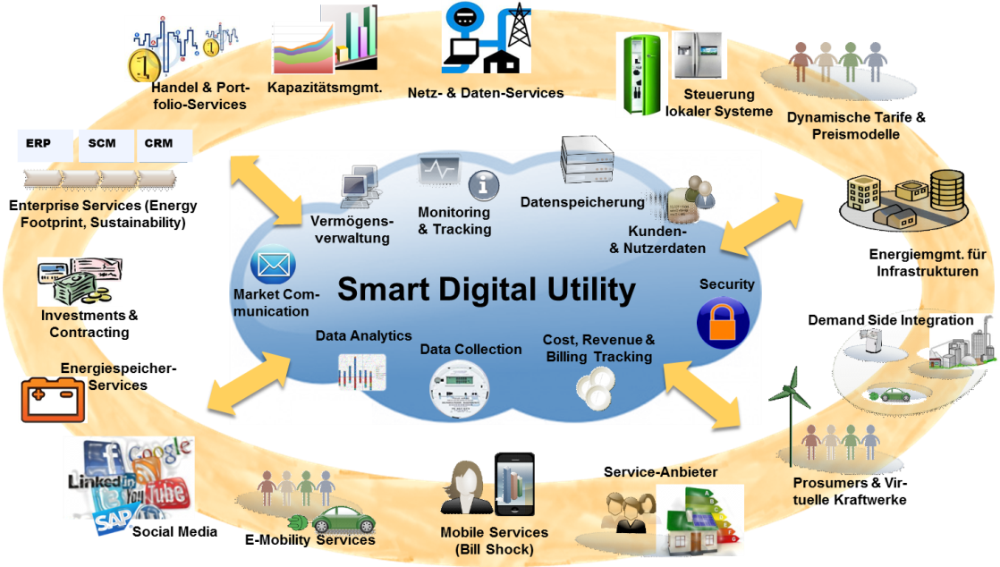 Handel & Port-
folio-Services
Kapazitätsmgmt.
Netz- & Daten-Services
Steuerung
lokaler Systeme
Dynamische Tarife &
Preismodelle
ERP
SCM
CRM
Enterprise Services (Energy
Footprint, Sustainability)
Vermögens-
verwaltung
Monitoring
& Tracking
Datenspeicherung
Kunden-
& Nutzerdaten
Energiemgmt. für
Infrastrukturen
Investments &
Contracting
Market Com-
munication
Smart Digital Utility
Security
Data Analytics
Data Collection
Cost, Revenue &
Billing Tracking
Demand Side Integration
Energiespeicher-
Services
Google
Linked in
YouTube
SAP
Social Media
E-Mobility Services
Mobile Services
(Bill Shock)
Service-Anbieter
A
G
Prosumers & Vir-
tuelle Kraftwerke